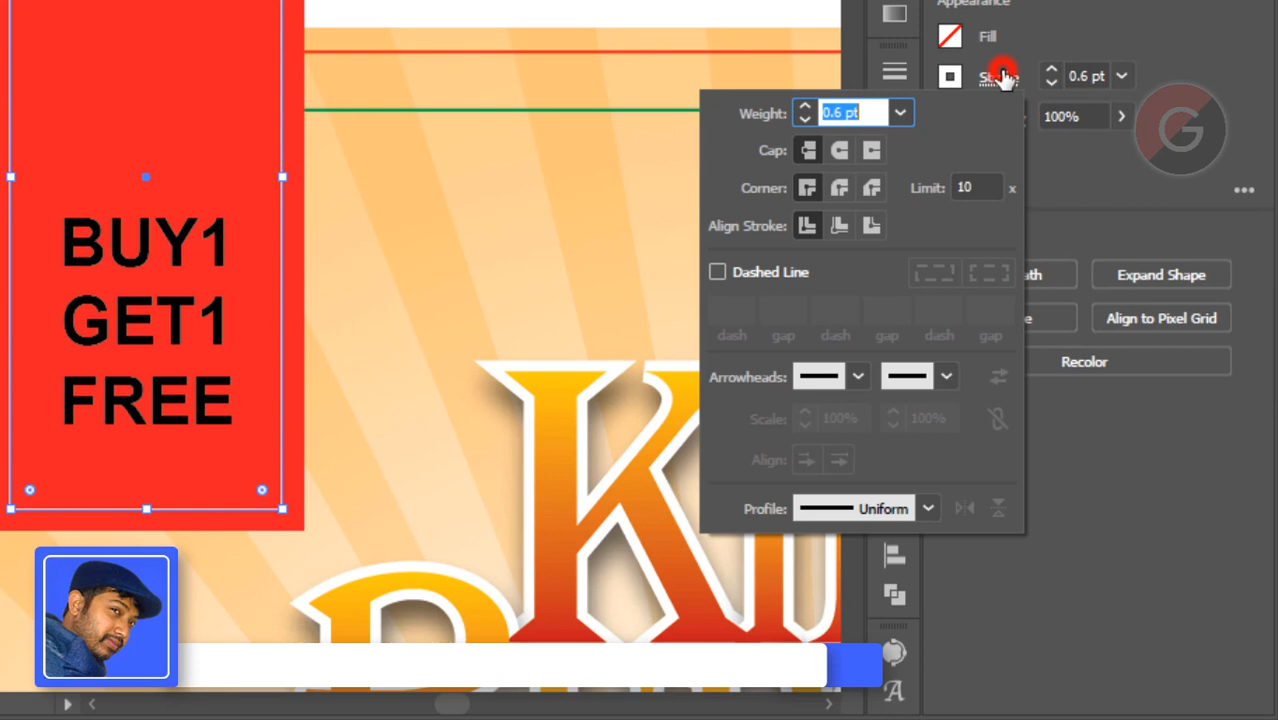 Appearance
Fill
Stroke
0.6 pt
Weight:
0.6 pt
100%
Cap:
Corner:
Limit: 10 x
Align Stroke:
Dashed Line
dash gap dash gap dash gap
Expand Shape
Align to Pixel Grid
Recolor
Arrowheads:
Scale: 100% 100%
Align:
Profile: Uniform
BUY1
GET1
FREE
G